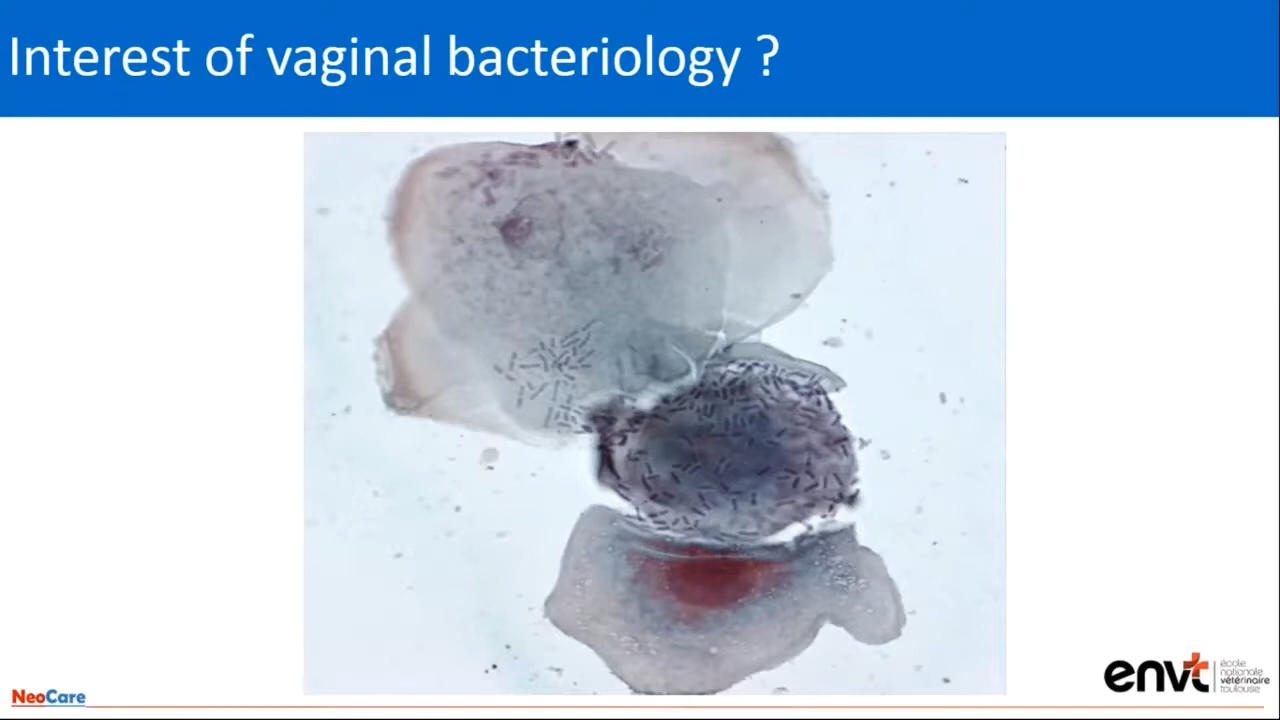 Interest of vaginal bacteriology ?
NeoCare
envt
école
nationale
vétérinaire
toulouse